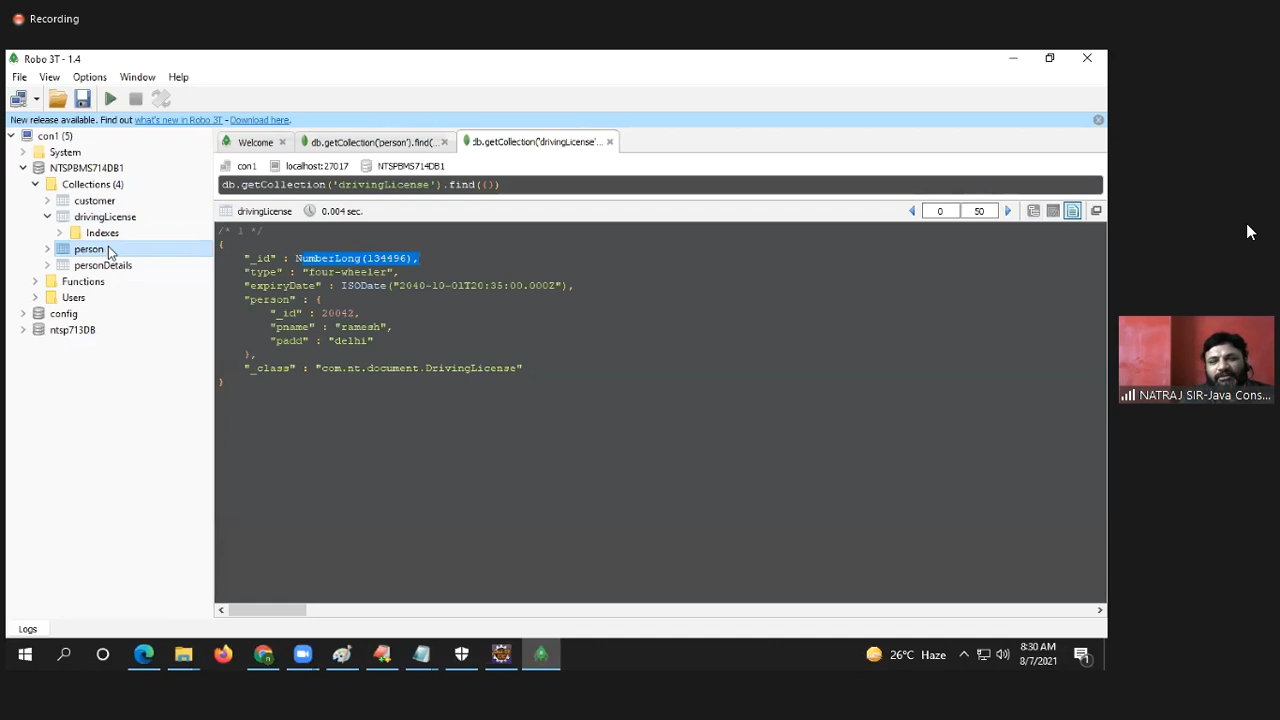 Recording
Robo 3T - 1.4
File View Options Window Help
New release available. Find out what's new in Robo 3T - Download here.
con1 (5)
System
NTSPBMS714DB1
Collections (4)
customer
drivingLicense
Indexes
person
personDetails
Functions
Users
config
ntsp713DB
Welcome
db.getCollection('person').find(...
db.getCollection('drivingLicense'...
con1 localhost:27017 NTSPBMS714DB1
db.getCollection('drivingLicense').find({})
drivingLicense 0.004 sec.
0 50
/* 1 */
{
"_id" : NumberLong(134496),
"type" : "four-wheeler",
"expiryDate" : ISODate("2040-10-01T20:35:00.000Z"),
"person" : {
"_id" : 20042,
"pname" : "ramesh",
"padd" : "delhi"
},
"_class" : "com.nt.document.DrivingLicense"
}
NATRAJ SIR-Java Cons...
Logs
26°C Haze
8:30 AM
8/7/2021
1